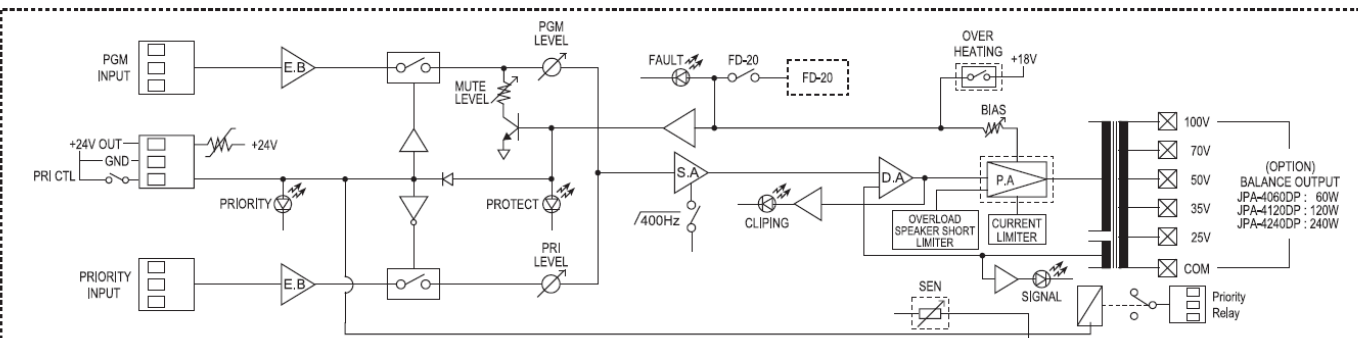 PGM
INPUT
E.B
PGM
LEVEL
MUTE
LEVEL
FAULT
FD-20
FD-20
OVER
HEATING
+18V
BIAS
+24V OUT
GND
PRI CTL
+24V
PRIORITY
PROTECT
S.A
/400Hz
CLIPING
D.A
P.A
OVERLOAD
SPEAKER SHORT
LIMITER
CURRENT
LIMITER
100V
70V
50V
35V
25V
COM
(OPTION)
BALANCE OUTPUT
JPA-4060DP : 60W
JPA-4120DP : 120W
JPA-4240DP : 240W
PRIORITY
INPUT
E.B
PRI
LEVEL
SIGNAL
SEN
Priority
Relay